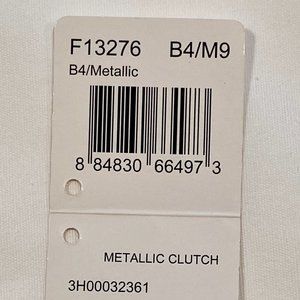 F13276 B4/M9
B4/Metallic
8 84830 66497 3
METALLIC CLUTCH
3H00032361